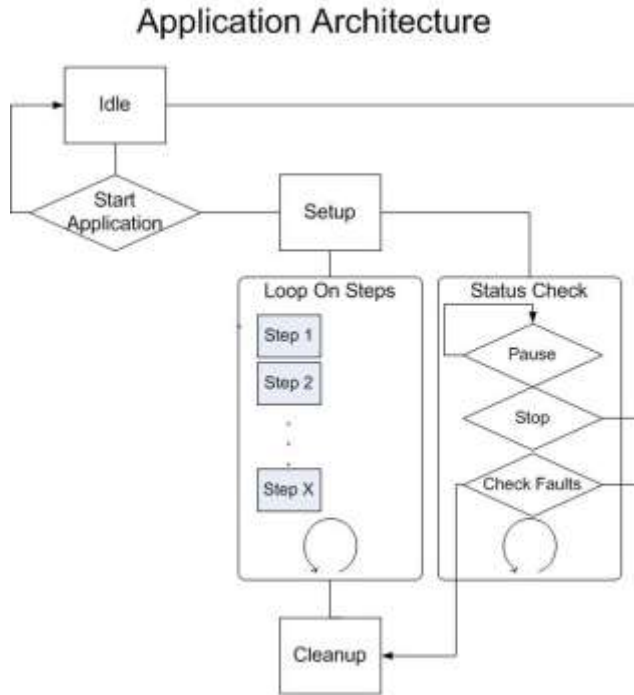 Application Architecture
Idle
Start
Application
Setup
Loop On Steps
Step 1
Step 2
Step X
Status Check
Pause
Stop
Check Faults
Cleanup